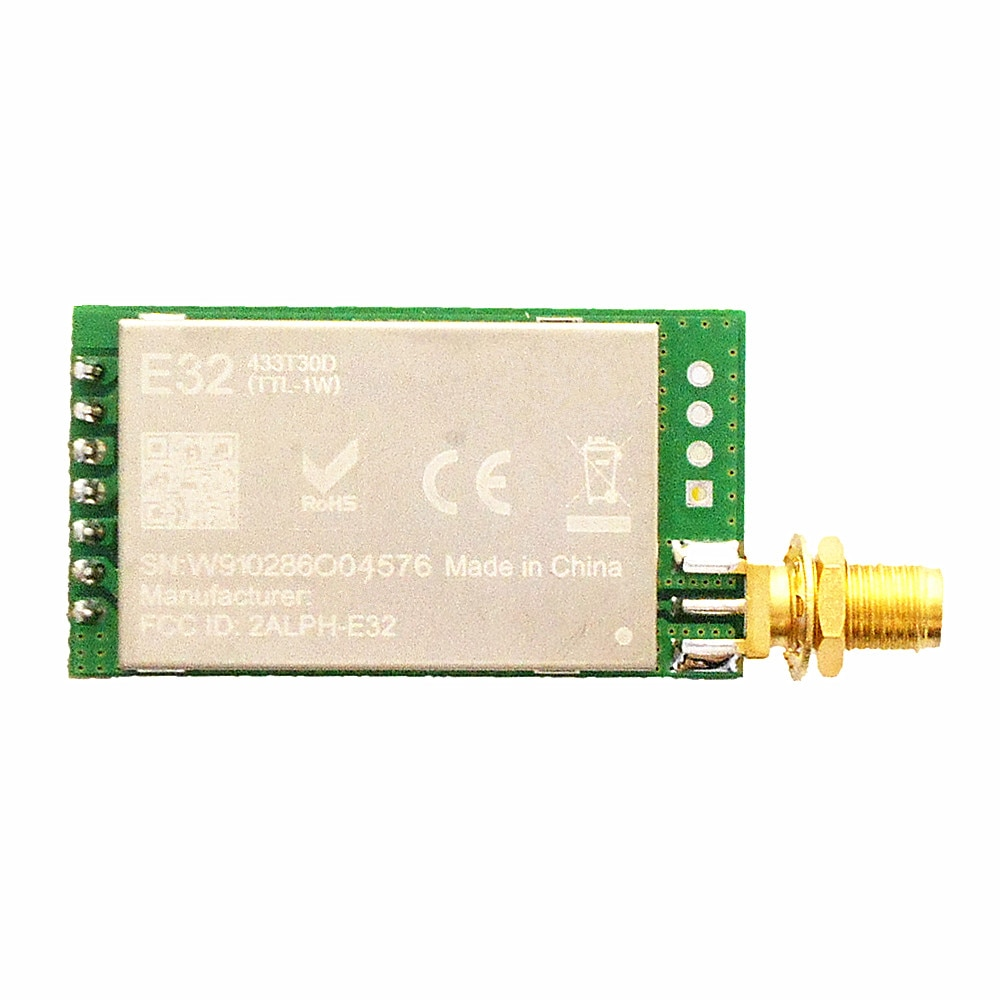 E32 433T30D
(TTL-1W)
RoHS
CE
SN:W910286O04576 Made in China
Manufacturer:
FCC ID: 2ALPH-E32